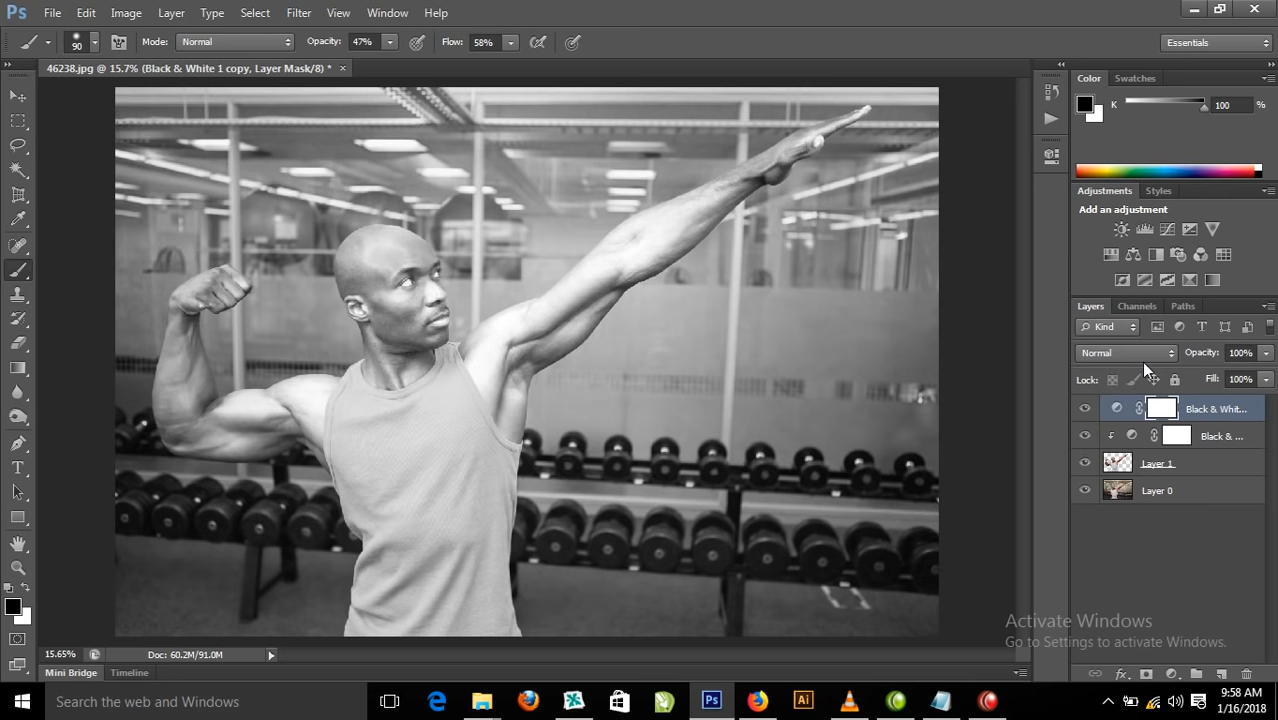 Ps File Edit Image Layer Type Select Filter 3D View Window Help
90 Mode: Normal Opacity: 47% Flow: 58% Essentials
46238.jpg @ 15.7% (Black & White 1 copy, Layer Mask/8) * ×
Color Swatches
K 100 %
Adjustments Styles
Add an adjustment
Layers Channels Paths
Kind
Normal Opacity: 100%
Lock: Fill: 100%
Black & Whit...
Black & ...
Layer 1
Layer 0
Activate Windows
Go to Settings to activate Windows.
15.65% Doc: 60.2M/91.0M
Mini Bridge Timeline
Search the web and Windows
Ps Ai
9:58 AM
1/16/2018